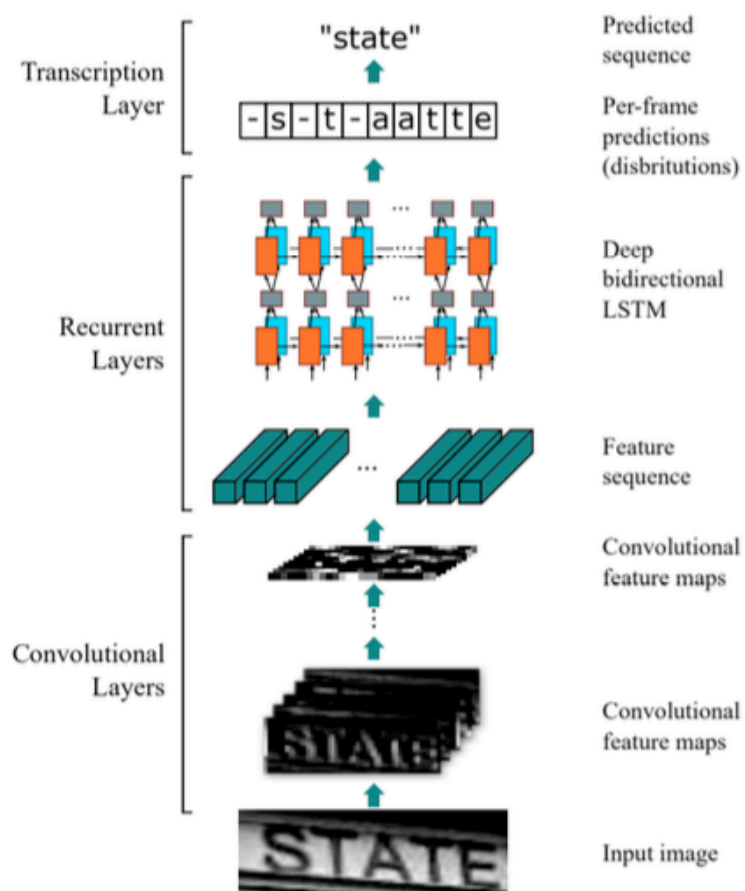 "state"
Predicted
sequence
Transcription
Layer
-s-t-aatte
Per-frame
predictions
(disbritutions)
...
Deep
bidirectional
LSTM
Recurrent
Layers
...
Feature
sequence
Convolutional
feature maps
Convolutional
Layers
STATE
Convolutional
feature maps
STATE
Input image